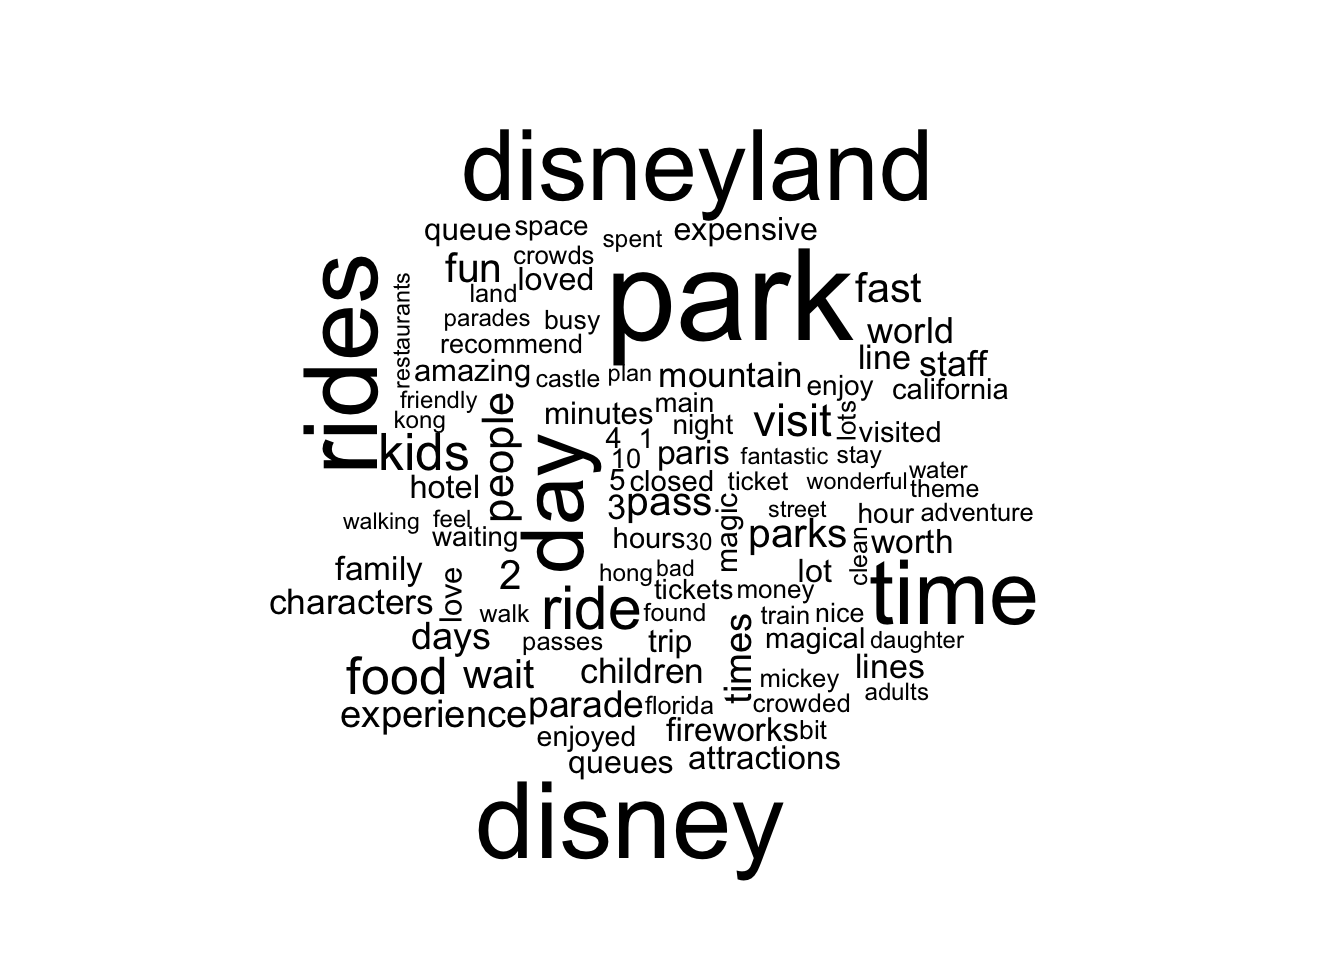 disneyland
queue space spent expensive
crowds
rides fun loved park fast
land
restaurants
parades busy world
recommend line staff
amazing castle plan mountain enjoy california
friendly people minutes main visit lots
kong night visited
kids day 4 1 paris fantastic stay
10 water
hotel 5 closed ticket wonderful theme
3 pass magic street hour adventure
walking feel
waiting hours 30 parks clean worth
family love 2 hong bad lot time
characters tickets money
walk ride found train nice
days passes trip times magical daughter
food wait children mickey lines
experience parade florida crowded adults
enjoyed fireworks bit
queues attractions
disney